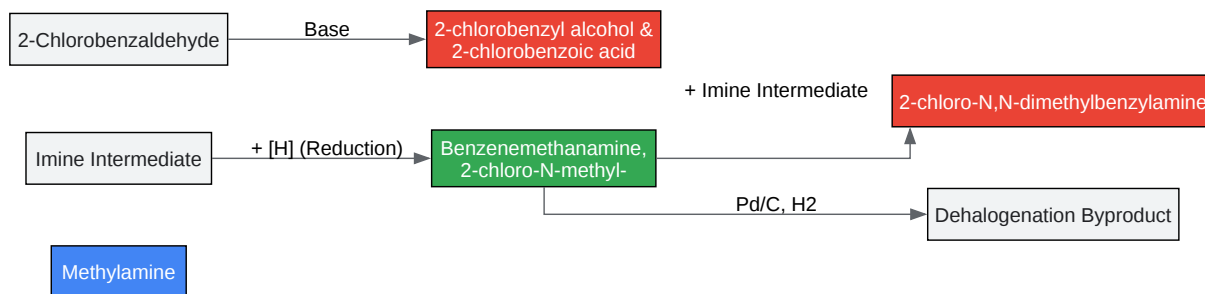 2-Chlorobenzaldehyde
Base
2-chlorobenzyl alcohol &
2-chlorobenzoic acid
+ Imine Intermediate
2-chloro-N,N-dimethylbenzylamine
Imine Intermediate
+ [H] (Reduction)
Benzenemethanamine,
2-chloro-N-methyl-
Pd/C, H2
Dehalogenation Byproduct
Methylamine